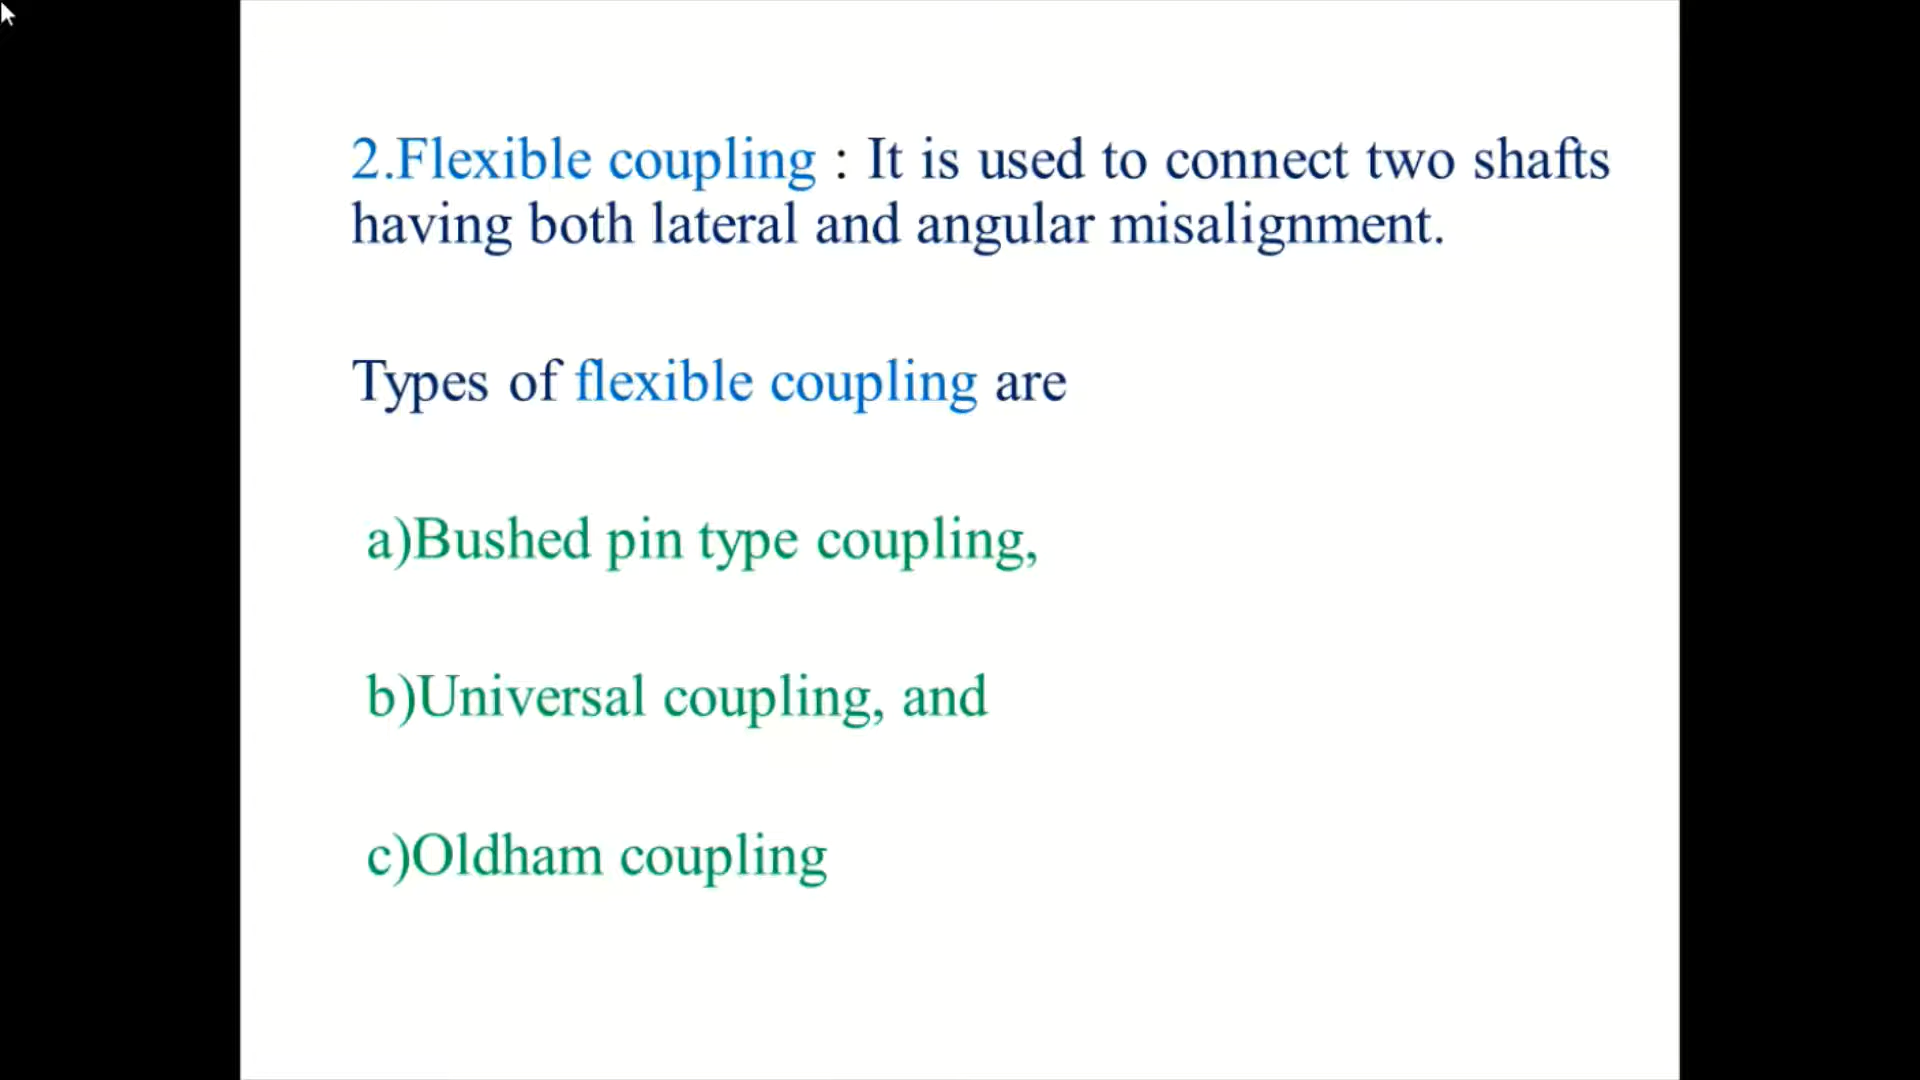 2.Flexible coupling : It is used to connect two shafts
having both lateral and angular misalignment.
Types of flexible coupling are
a)Bushed pin type coupling,
b)Universal coupling, and
c)Oldham coupling